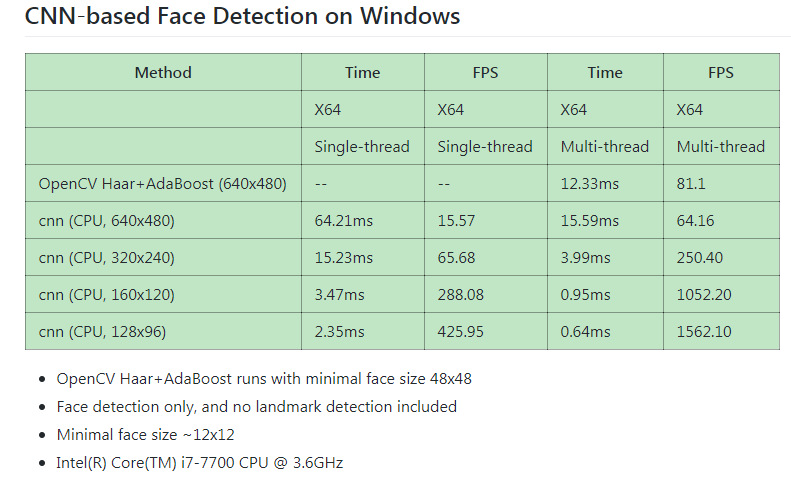 CNN-based Face Detection on Windows
Method Time FPS Time FPS
X64 X64 X64 X64
Single-thread Single-thread Multi-thread Multi-thread
OpenCV Haar+AdaBoost (640x480) -- -- 12.33ms 81.1
cnn (CPU, 640x480) 64.21ms 15.57 15.59ms 64.16
cnn (CPU, 320x240) 15.23ms 65.68 3.99ms 250.40
cnn (CPU, 160x120) 3.47ms 288.08 0.95ms 1052.20
cnn (CPU, 128x96) 2.35ms 425.95 0.64ms 1562.10
• OpenCV Haar+AdaBoost runs with minimal face size 48x48
• Face detection only, and no landmark detection included
• Minimal face size ~12x12
• Intel(R) Core(TM) i7-7700 CPU @ 3.6GHz